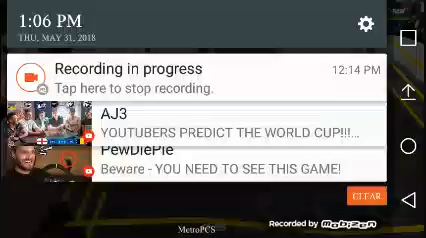 1:06 PM
THU, MAY 31, 2018
Recording in progress
12:14 PM
Tap here to stop recording.
AJ3
YOUTUBERS PREDICT THE WORLD CUP!!!...
PewDiePie
Beware - YOU NEED TO SEE THIS GAME!
CLEAR
Recorded by Mobizen
MetroPCS